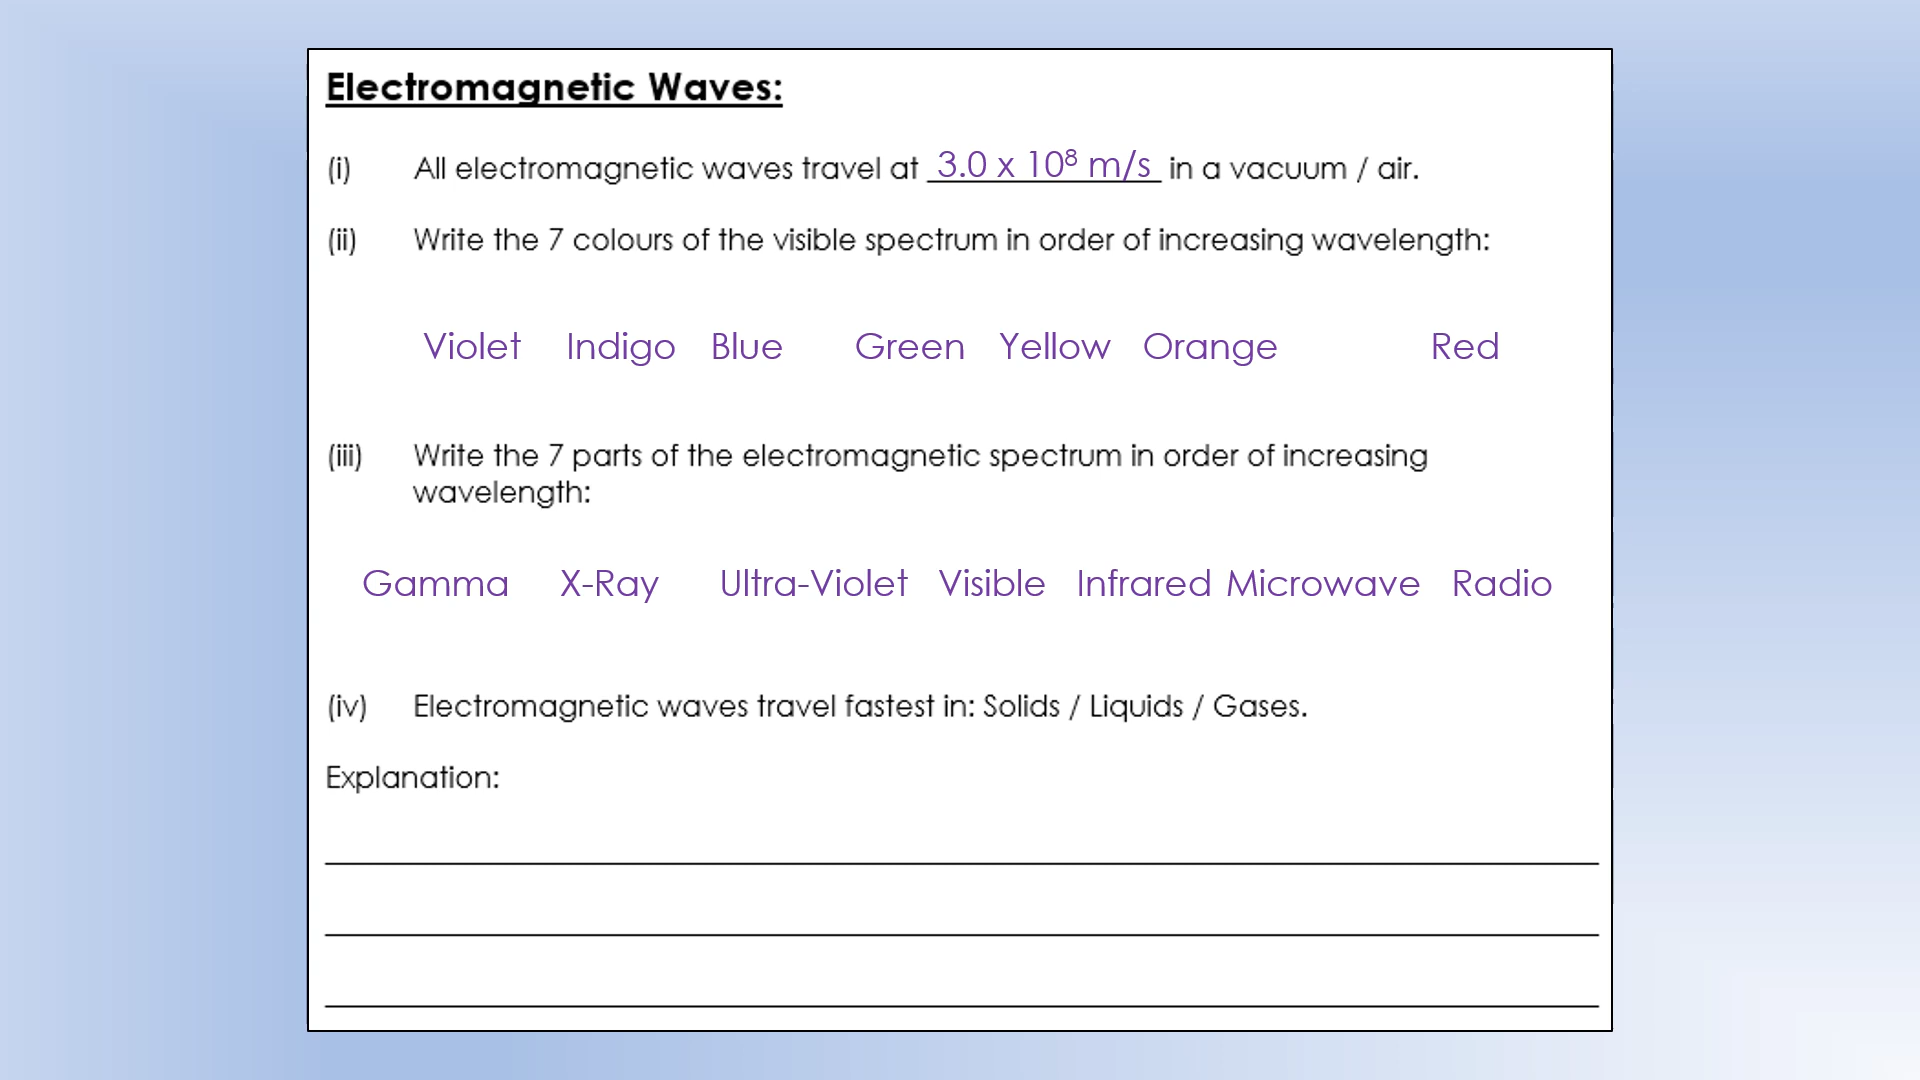 Electromagnetic Waves:
(i) All electromagnetic waves travel at 3.0 x 10⁸ m/s in a vacuum / air.
(ii) Write the 7 colours of the visible spectrum in order of increasing wavelength:
Violet Indigo Blue Green Yellow Orange Red
(iii) Write the 7 parts of the electromagnetic spectrum in order of increasing
wavelength:
Gamma X-Ray Ultra-Violet Visible Infrared Microwave Radio
(iv) Electromagnetic waves travel fastest in: Solids / Liquids / Gases.
Explanation: